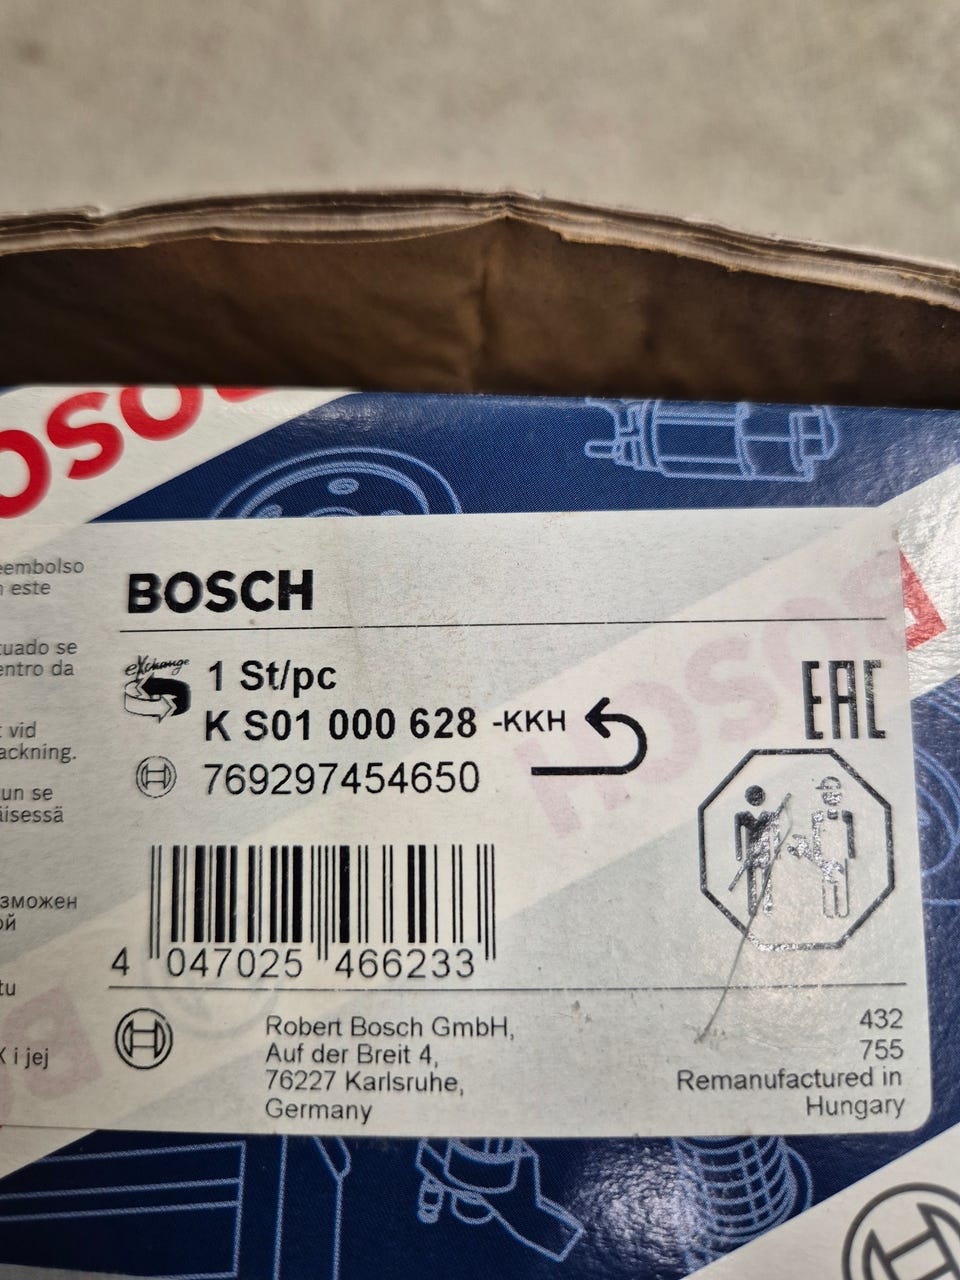 BOSCH
eembolso
n este
tuado se
entro da
t vid
ackning.
un se
äisessä
зможен
ой
tu
K i jej
BOSCH
eXchange
1 St/pc
K S01 000 628 -KKH
769297454650
EAC
4 047025 466233
Robert Bosch GmbH,
Auf der Breit 4,
76227 Karlsruhe,
Germany
432
755
Remanufactured in
Hungary